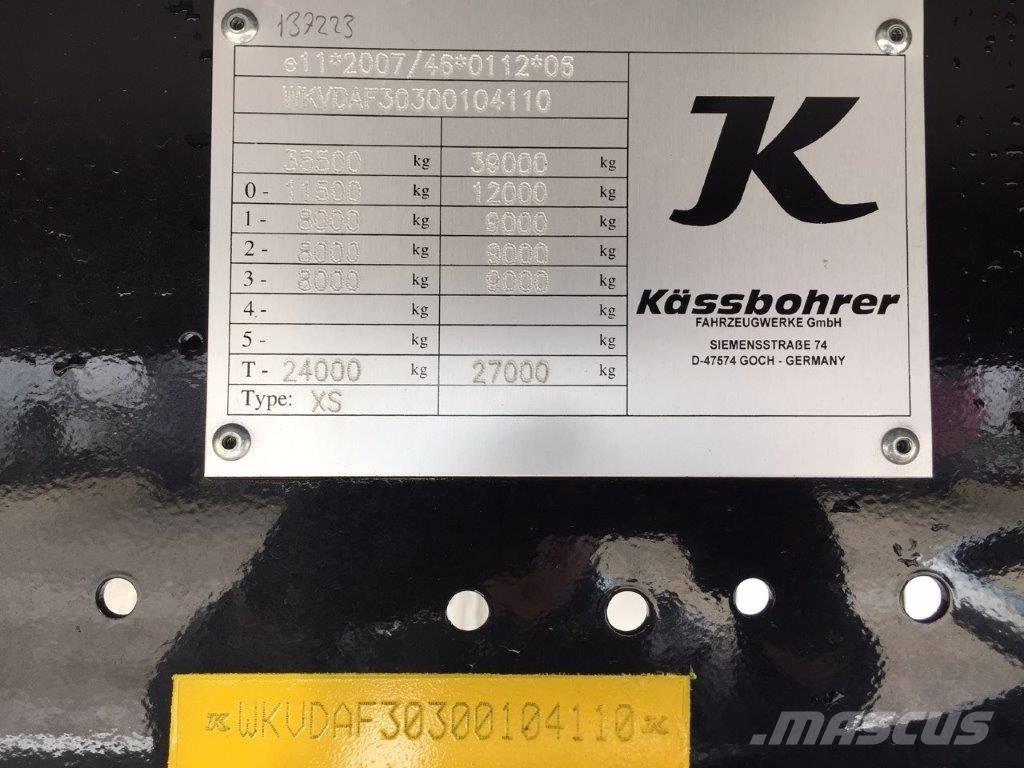 137223
e11*2007/46*0112*06
WKVDAF30300104110
35500 kg 39000 kg
0- 11500 kg 12000 kg
1- 8000 kg 9000 kg
2- 8000 kg 9000 kg
3- 8000 kg 9000 kg
4- kg kg
5- kg kg
T- 24000 kg 27000 kg
Type: XS
K
Kässbohrer
FAHRZEUGWERKE GmbH
SIEMENSSTRAßE 74
D-47574 GOCH - GERMANY
WKVDAF30300104110
MASCUS